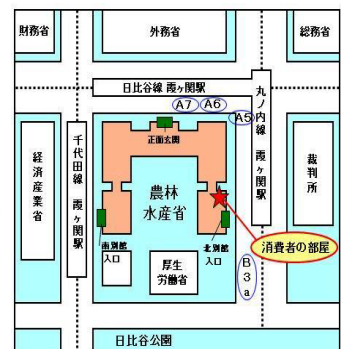 財務省
外務省
総務省
日比谷線 霞ヶ関駅
A7
A6
A5
丸ノ内線 霞ヶ関駅
正面玄関
経済産業省
千代田線 霞ヶ関駅
農林
水産省
裁判所
南別館
入口
北別館
入口
消費者の部屋
厚生
労働省
B3a
日比谷公園